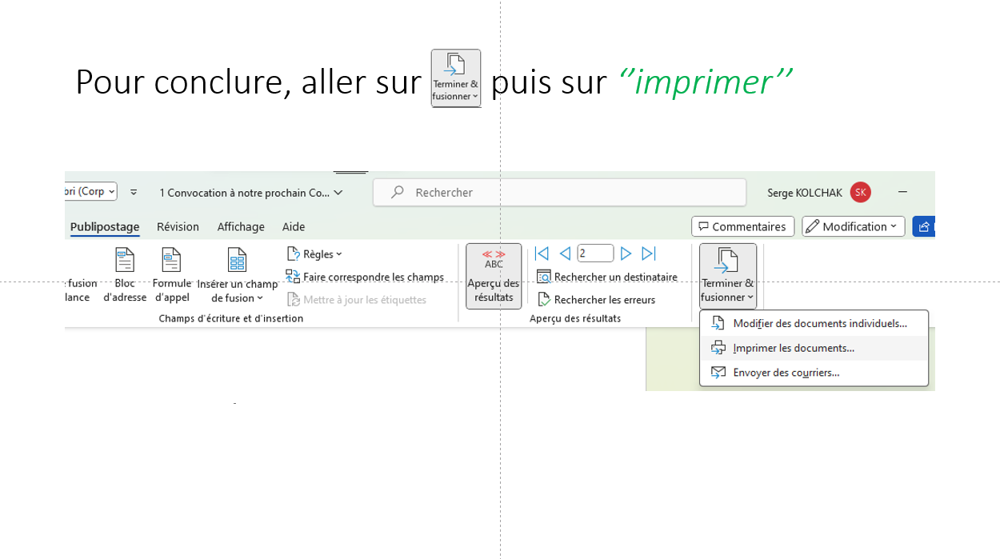 Pour conclure, aller sur Terminer & fusionner puis sur ‘’imprimer’’
bri (Corp
1 Convocation à notre prochain Co...
Rechercher
Serge KOLCHAK
SK
Publipostage
Révision
Affichage
Aide
Commentaires
Modification
fusion
lance
Bloc
d'adresse
Formule
d'appel
Insérer un champ
de fusion
Règles
Faire correspondre les champs
Mettre à jour les étiquettes
Champs d'écriture et d'insertion
ABC
Aperçu des
résultats
2
Rechercher un destinataire
Rechercher les erreurs
Aperçu des résultats
Terminer &
fusionner
Modifier des documents individuels...
Imprimer les documents...
Envoyer des courriers...